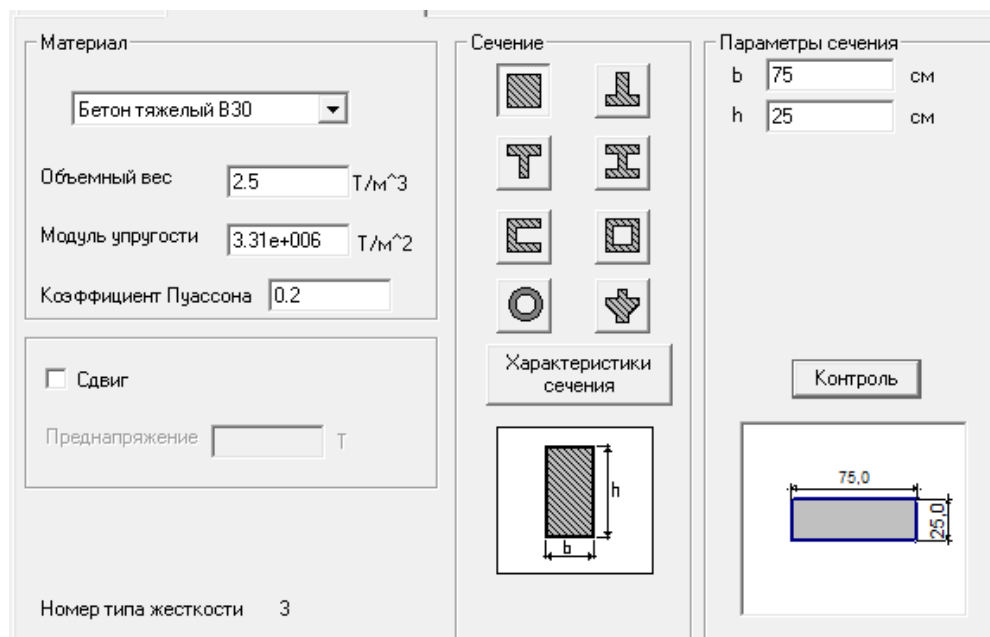 Материал
Бетон тяжелый В30
Объемный вес 2.5 Т/м^3
Модуль упругости 3.31e+006 Т/м^2
Коэффициент Пуассона 0.2
Сдвиг
Преднапряжение Т
Номер типа жесткости 3
Сечение
Характеристики
сечения
h
b
Параметры сечения
b 75 см
h 25 см
Контроль
75,0
25,0